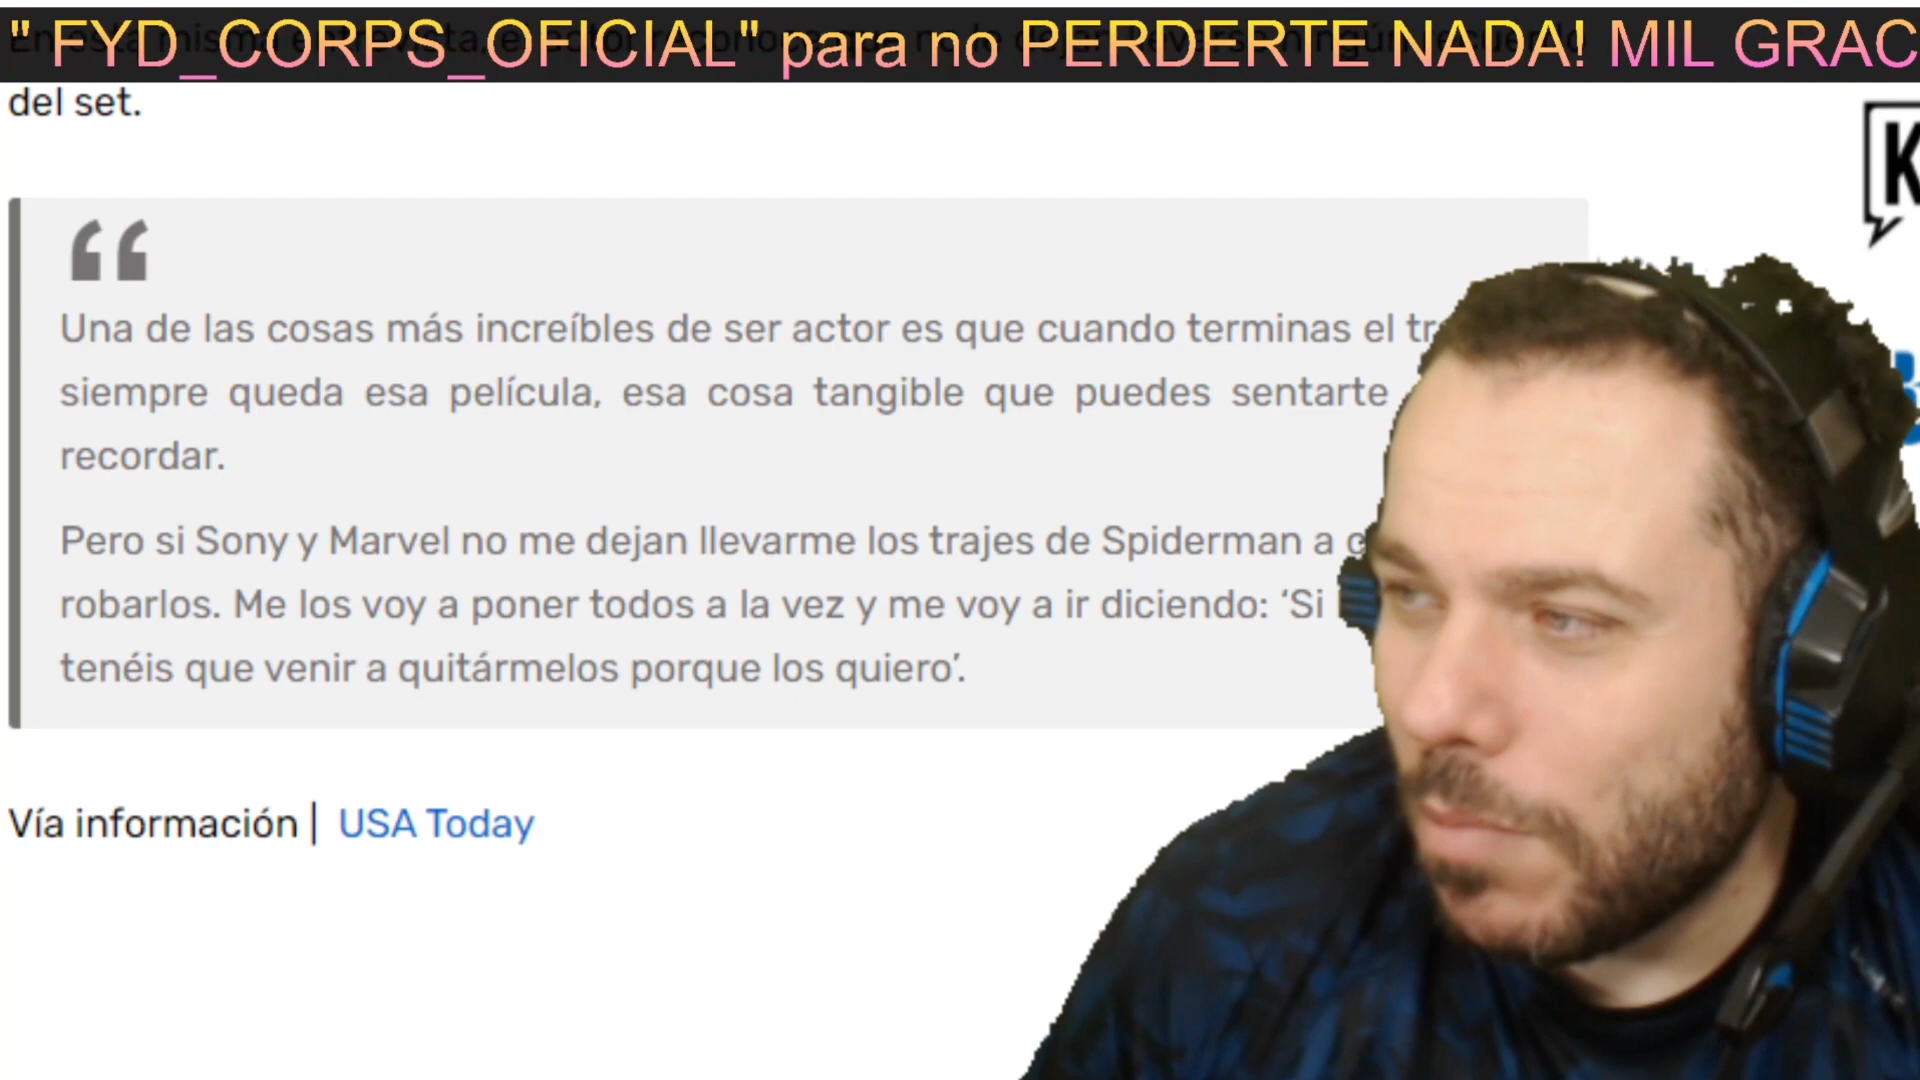 " FYD_CORPS_OFICIAL" para no PERDERTE NADA! MIL GRAC
del set.
Una de las cosas más increíbles de ser actor es que cuando terminas el
siempre queda esa película, esa cosa tangible que puedes sentarte
recordar.
Pero si Sony y Marvel no me dejan llevarme los trajes de Spiderman a
robarlos. Me los voy a poner todos a la vez y me voy a ir diciendo: ‘Si
tenéis que venir a quitármelos porque los quiero’.
Vía información | USA Today
K